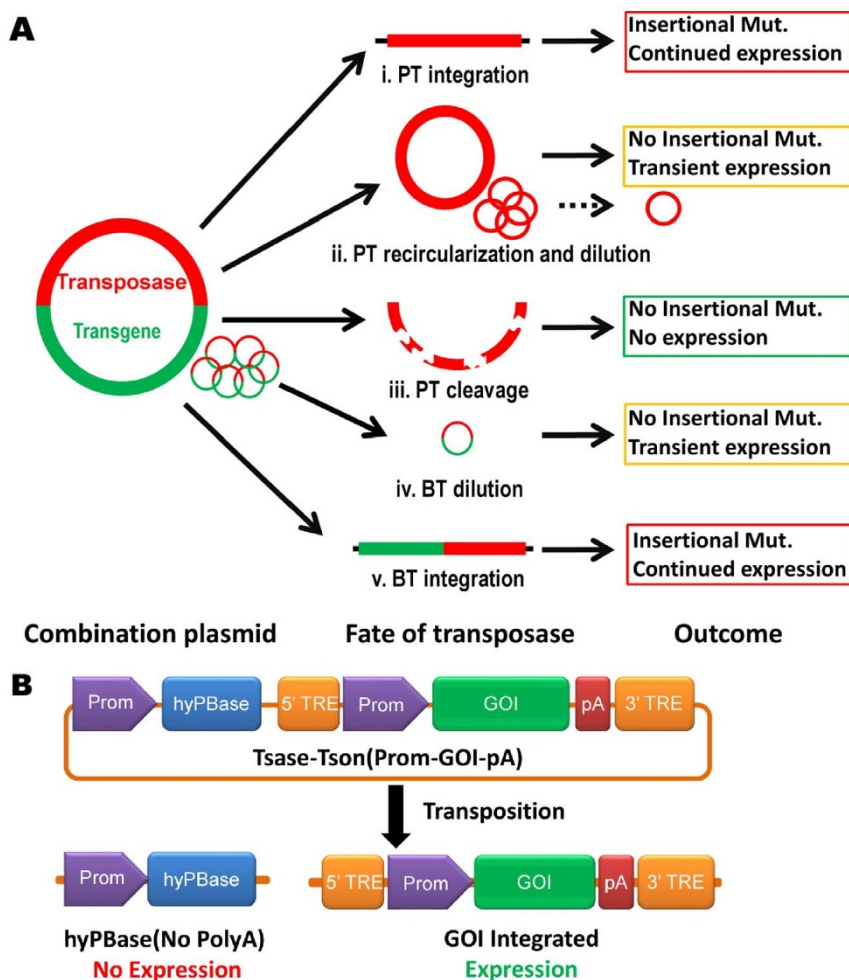 A
Insertional Mut.
Continued expression
i. PT integration
No Insertional Mut.
Transient expression
ii. PT recircularization and dilution
Transposase
Transgene
No Insertional Mut.
No expression
iii. PT cleavage
No Insertional Mut.
Transient expression
iv. BT dilution
Insertional Mut.
Continued expression
v. BT integration
Combination plasmid Fate of transposase Outcome
B
Prom hyPBase 5' TRE Prom GOI pA 3' TRE
Tsase-Tson(Prom-GOI-pA)
Transposition
Prom hyPBase 5' TRE Prom GOI pA 3' TRE
hyPBase(No PolyA) GOI Integrated
No Expression Expression